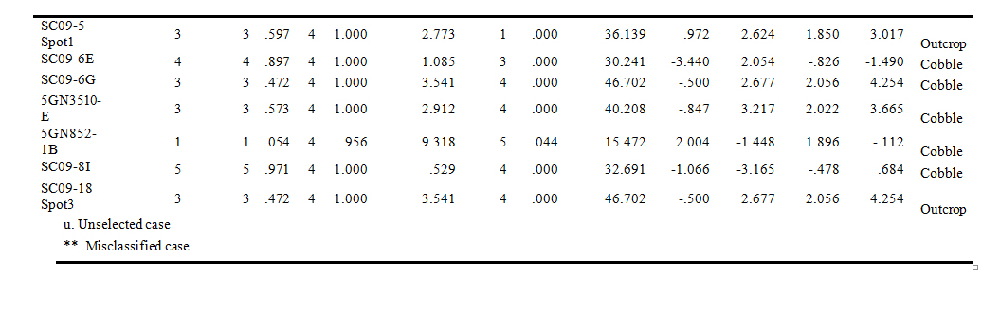 SC09-5
Spot1 3 3 .597 4 1.000 2.773 1 .000 36.139 .972 2.624 1.850 3.017 Outcrop
SC09-6E 4 4 .897 4 1.000 1.085 3 .000 30.241 -3.440 2.054 -.826 -1.490 Cobble
SC09-6G 3 3 .472 4 1.000 3.541 4 .000 46.702 -.500 2.677 2.056 4.254 Cobble
5GN3510-
E 3 3 .573 4 1.000 2.912 4 .000 40.208 -.847 3.217 2.022 3.665 Cobble
5GN852-
1B 1 1 .054 4 .956 9.318 5 .044 15.472 2.004 -1.448 1.896 -.112 Cobble
SC09-8I 5 5 .971 4 1.000 .529 4 .000 32.691 -1.066 -3.165 -.478 .684 Cobble
SC09-18
Spot3 3 3 .472 4 1.000 3.541 4 .000 46.702 -.500 2.677 2.056 4.254 Outcrop
u. Unselected case
**. Misclassified case